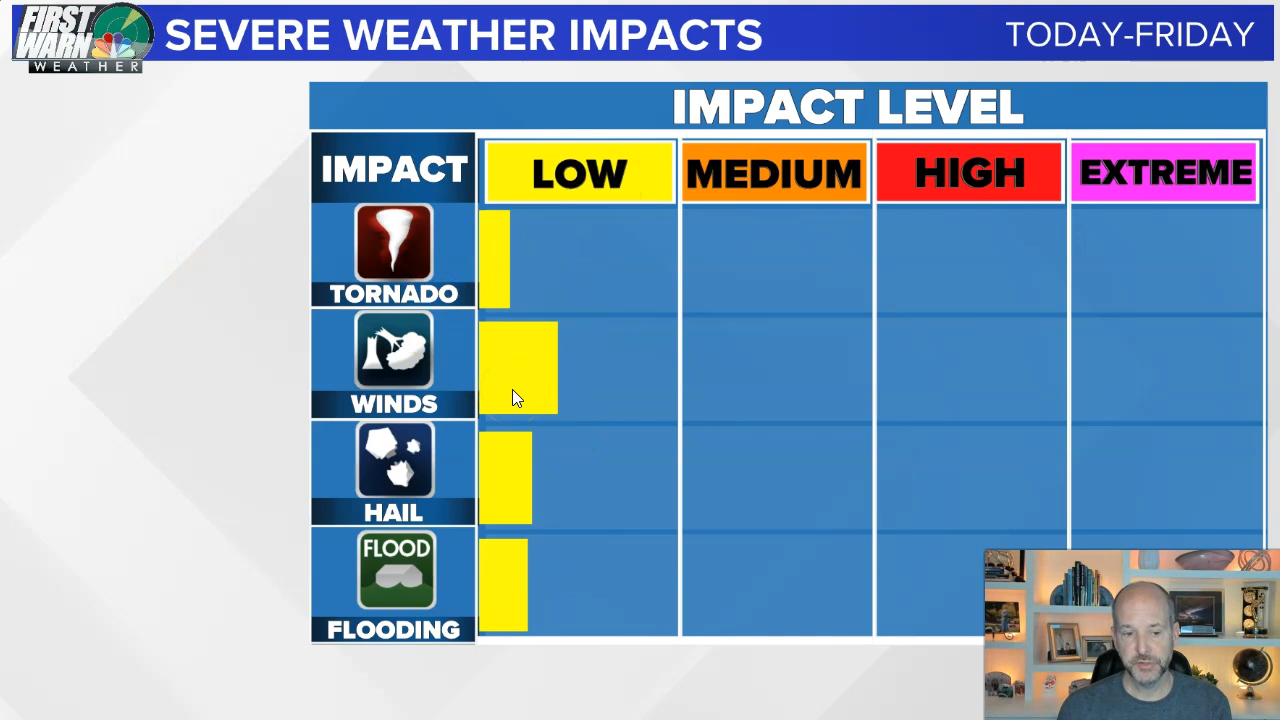 FIRST
WARN
WEATHER
SEVERE WEATHER IMPACTS
TODAY-FRIDAY
IMPACT LEVEL
IMPACT
LOW
MEDIUM
HIGH
EXTREME
TORNADO
WINDS
HAIL
FLOOD
FLOODING